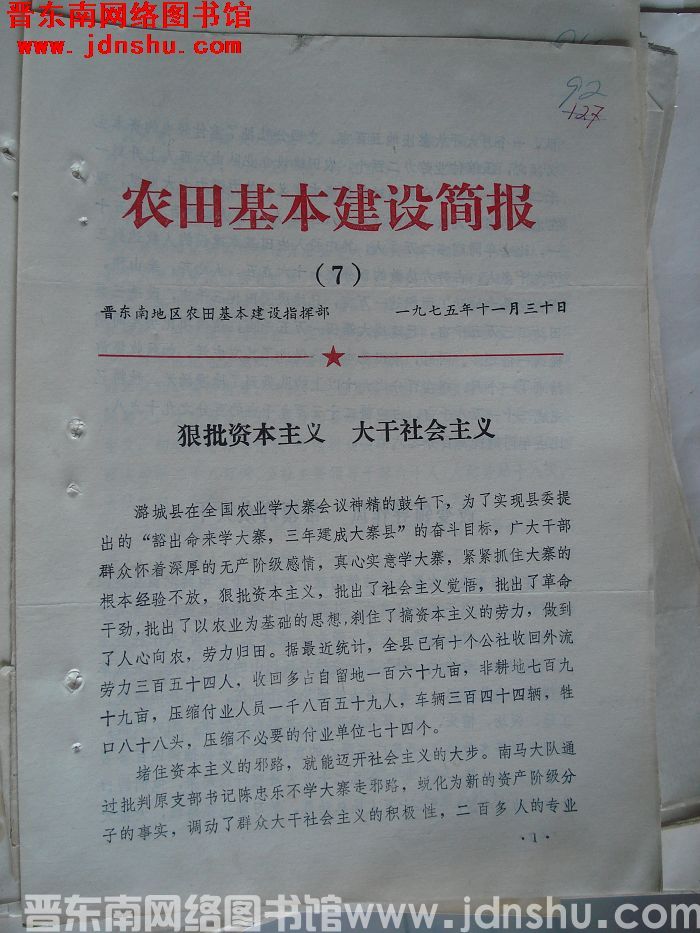 晋东南网络图书馆
www.jdnshu.com
92
127
农田基本建设简报
(7)
晋东南地区农田基本建设指挥部 一九七五年十一月三十日
狠批资本主义 大干社会主义
潞城县在全国农业学大寨会议神精的鼓午下，为了实现县委提
出的“豁出命来学大寨，三年建成大寨县”的奋斗目标，广大干部
群众怀着深厚的无产阶级感情，真心实意学大寨，紧紧抓住大寨的
根本经验不放，狠批资本主义，批出了社会主义觉悟，批出了革命
干劲，批出了以农业为基础的思想，刹住了搞资本主义的劳力，做到
了人心向农，劳力归田。据最近统计，全县已有十个公社收回外流
劳力三百五十四人，收回多占自留地一百六十九亩，非耕地七百九
十九亩，压缩付业人员一千八百五十九人，车辆三百四十四辆，牲
口八十八头，压缩不必要的付业单位七十四个。
堵住资本主义的邪路，就能迈开社会主义的大步。南马大队通
过批判原支部书记陈忠乐不学大寨走邪路，蜕化为新的资产阶级分
子的事实，调动了群众大干社会主义的积极性，二百多人的专业
·1·
晋东南网络图书馆www.jdnshu.com